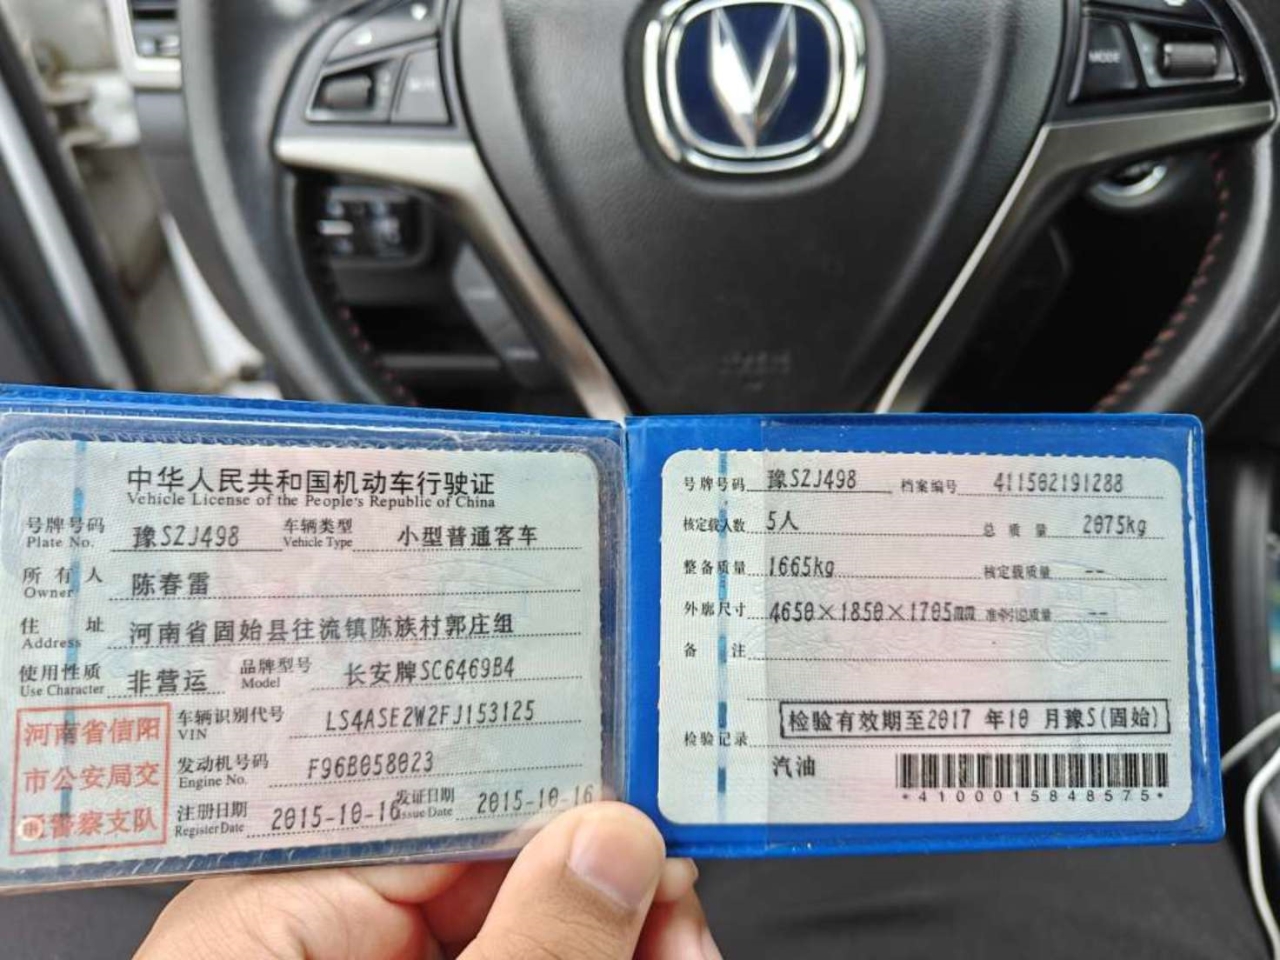 MODE
中华人民共和国机动车行驶证
Vehicle License of the People's Republic of China
号牌号码 豫SZJ498 车辆类型 小型普通客车
Plate No. Vehicle Type
所有人 陈春雷
Owner
住址 河南省固始县往流镇陈族村郭庄组
Address
使用性质 非营运 品牌型号 长安牌SC6469B4
Use Character Model
河南省信阳
市公安局交
警察支队
车辆识别代号 LS4ASE2W2FJ153125
VIN
发动机号码 F96B058023
Engine No.
注册日期 2015-10-16 发证日期 2015-10-16
Register Date Issue Date
号牌号码 豫SZJ498 档案编号 411502191288
核定载人数 5人 总质量 2075kg
整备质量 1665kg 核定载质量 --
外廓尺寸 4650×1850×1705 准牵引总质量 --
备注
检验有效期至2017 年10 月豫S(固始)
检验记录
汽油
*4100015848575*